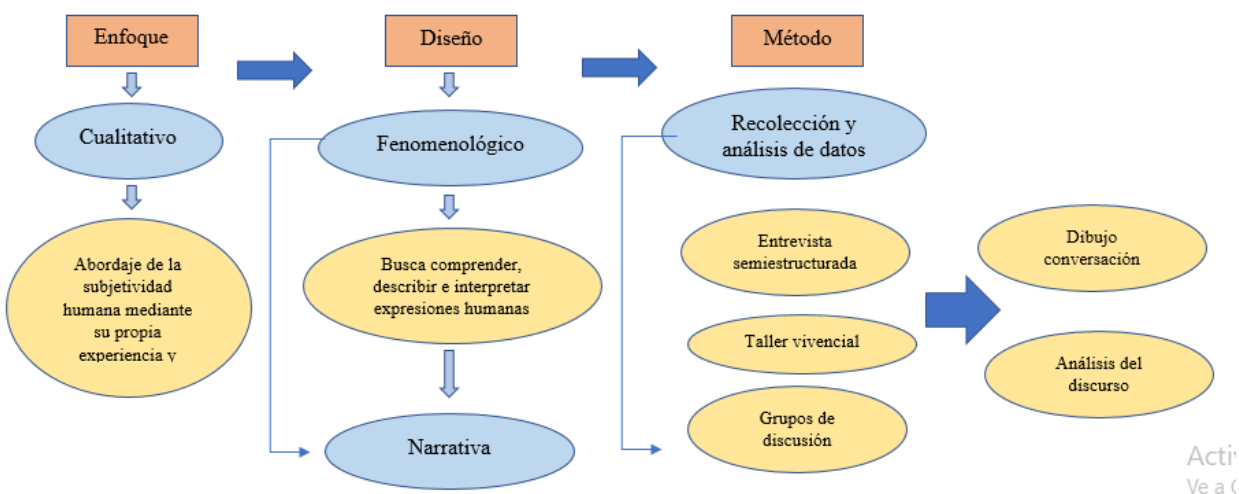 Enfoque
Diseño
Método
Cualitativo
Fenomenológico
Recolección y
análisis de datos
Abordaje de la
subjetividad
humana mediante
su propia
experiencia y
Busca comprender,
describir e interpretar
expresiones humanas
Narrativa
Entrevista
semiestructurada
Taller vivencial
Grupos de
discusión
Dibujo
conversación
Análisis del
discurso
Ve a